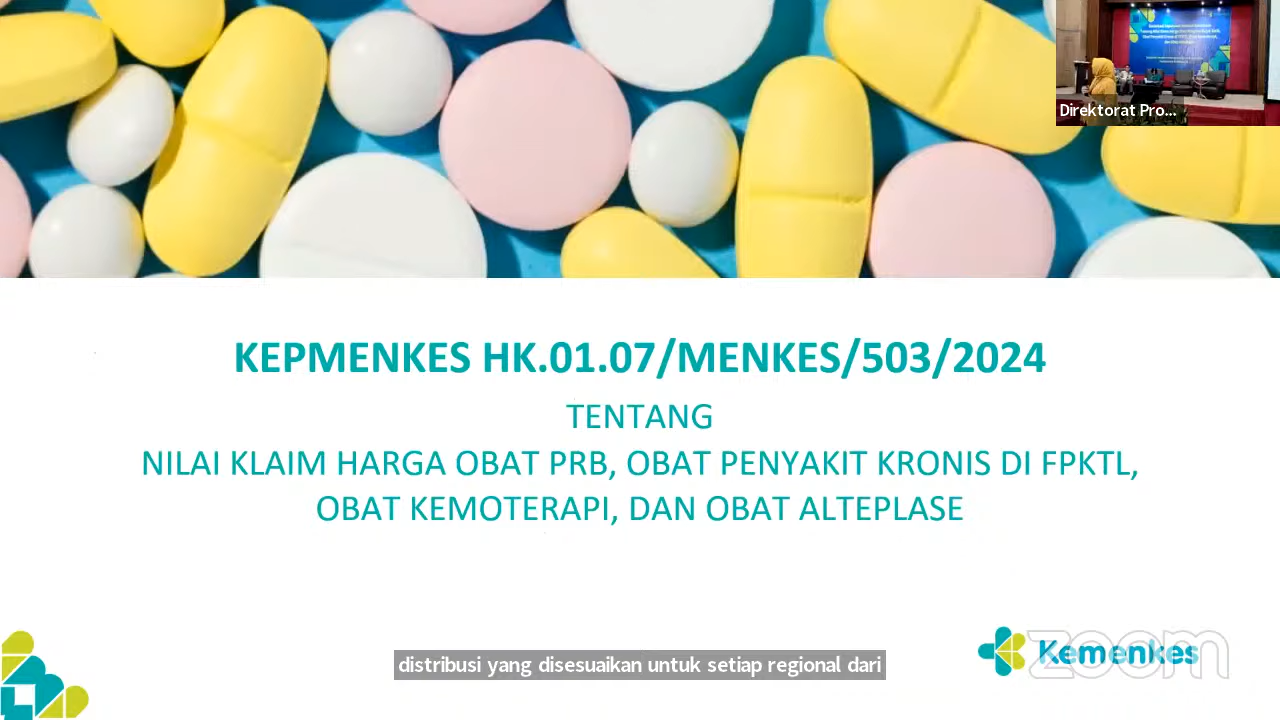 Direktorat Pro...
KEPMENKES HK.01.07/MENKES/503/2024
TENTANG
NILAI KLAIM HARGA OBAT PRB, OBAT PENYAKIT KRONIS DI FPKTL,
OBAT KEMOTERAPI, DAN OBAT ALTEPLASE
Kemenkes
zoom
distribusi yang disesuaikan untuk setiap regional dari